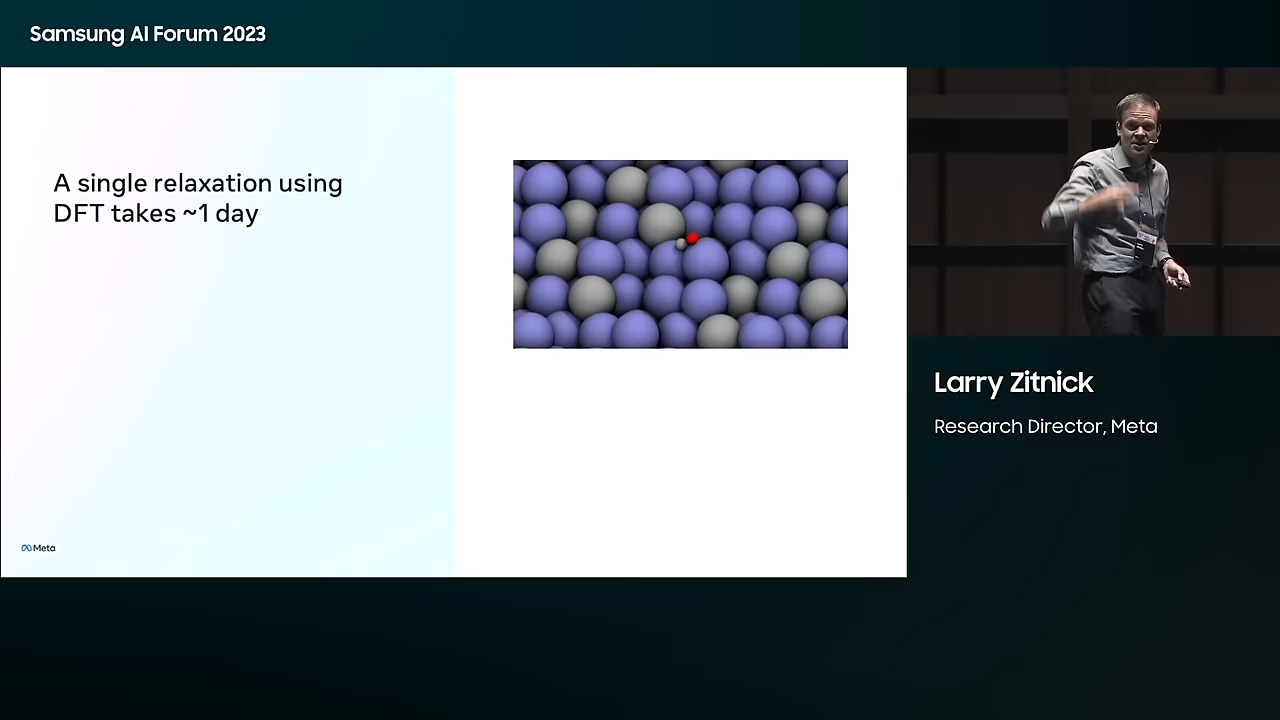 Samsung AI Forum 2023
A single relaxation using
DFT takes ~1 day
Meta
Larry Zitnick
Research Director, Meta